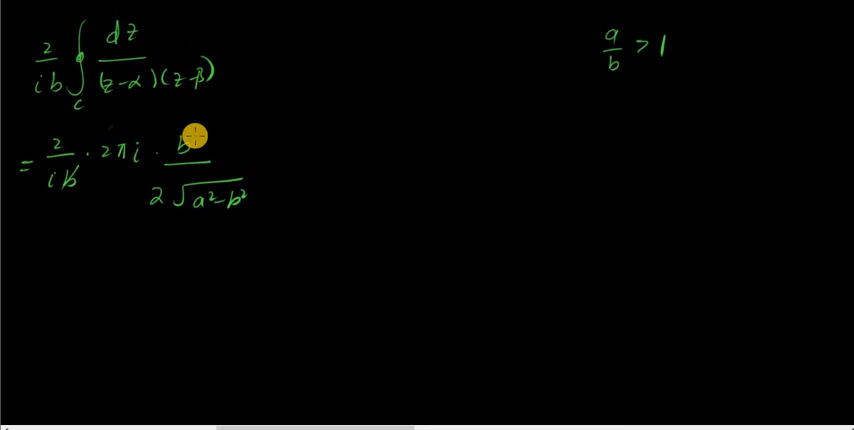 2/(ib) ∮_C dz/((z-α)(z-β))
a/b > 1
= 2/(ib) · 2πi · b/(2√(a²-b²))